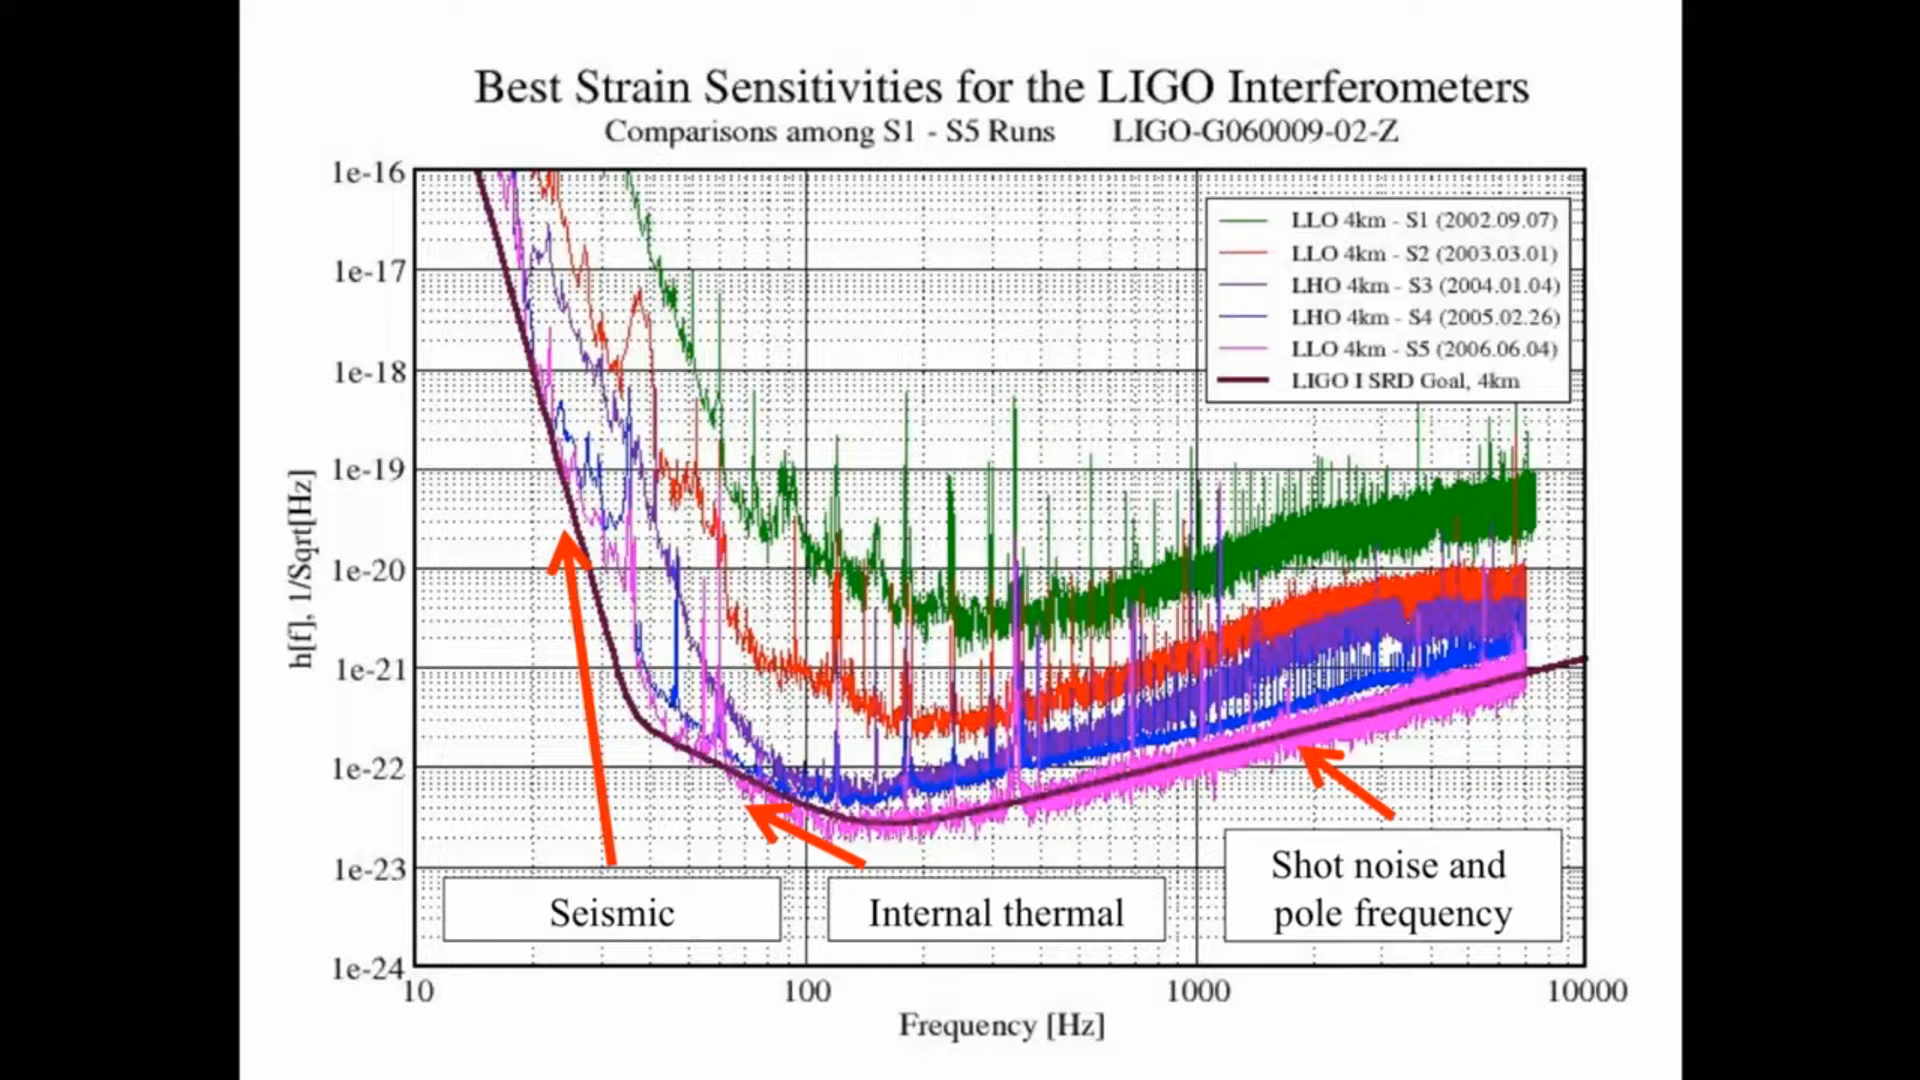 Best Strain Sensitivities for the LIGO Interferometers
Comparisons among S1 - S5 Runs LIGO-G060009-02-Z
1e-16
1e-17
1e-18
1e-19
1e-20
1e-21
1e-22
1e-23
1e-24
h[f], 1/Sqrt[Hz]
LLO 4km - S1 (2002.09.07)
LLO 4km - S2 (2003.03.01)
LHO 4km - S3 (2004.01.04)
LHO 4km - S4 (2005.02.26)
LLO 4km - S5 (2006.06.04)
LIGO I SRD Goal, 4km
Seismic
Internal thermal
Shot noise and
pole frequency
10 100 1000 10000
Frequency [Hz]